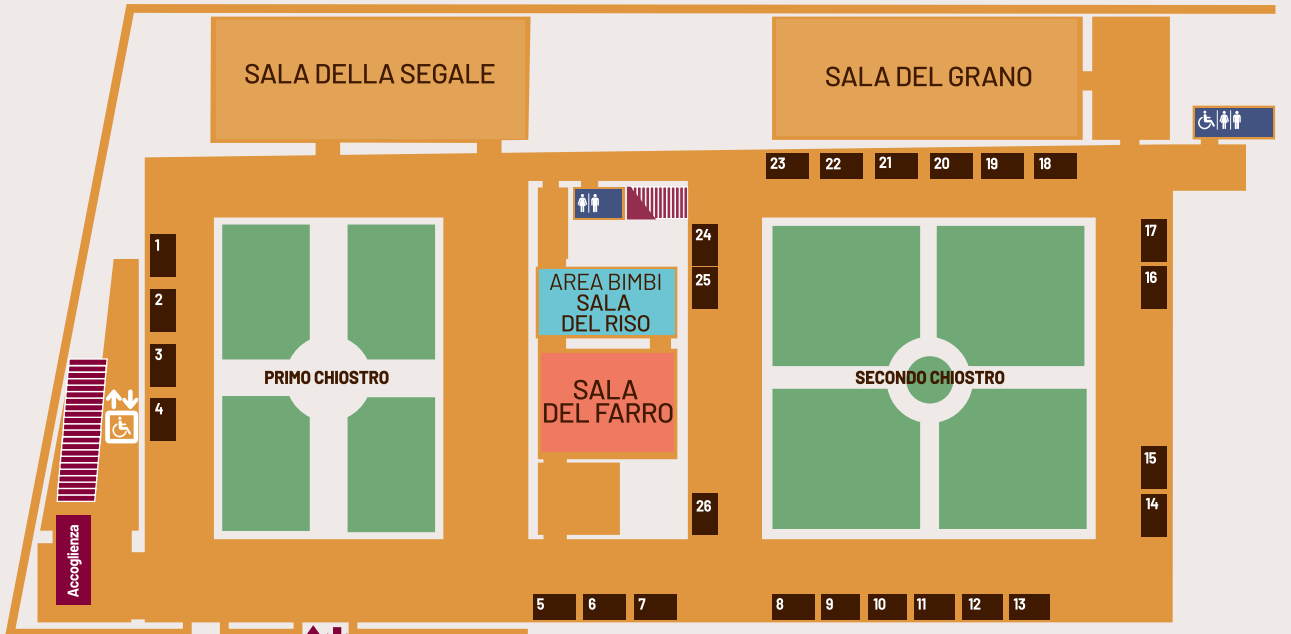 SALA DELLA SEGALE
SALA DEL GRANO
23
22
21
20
19
18
1
2
3
4
24
25
AREA BIMBI
SALA
DEL RISO
17
16
PRIMO CHIOSTRO
SALA
DEL FARRO
SECONDO CHIOSTRO
15
14
26
Accoglienza
5
6
7
8
9
10
11
12
13